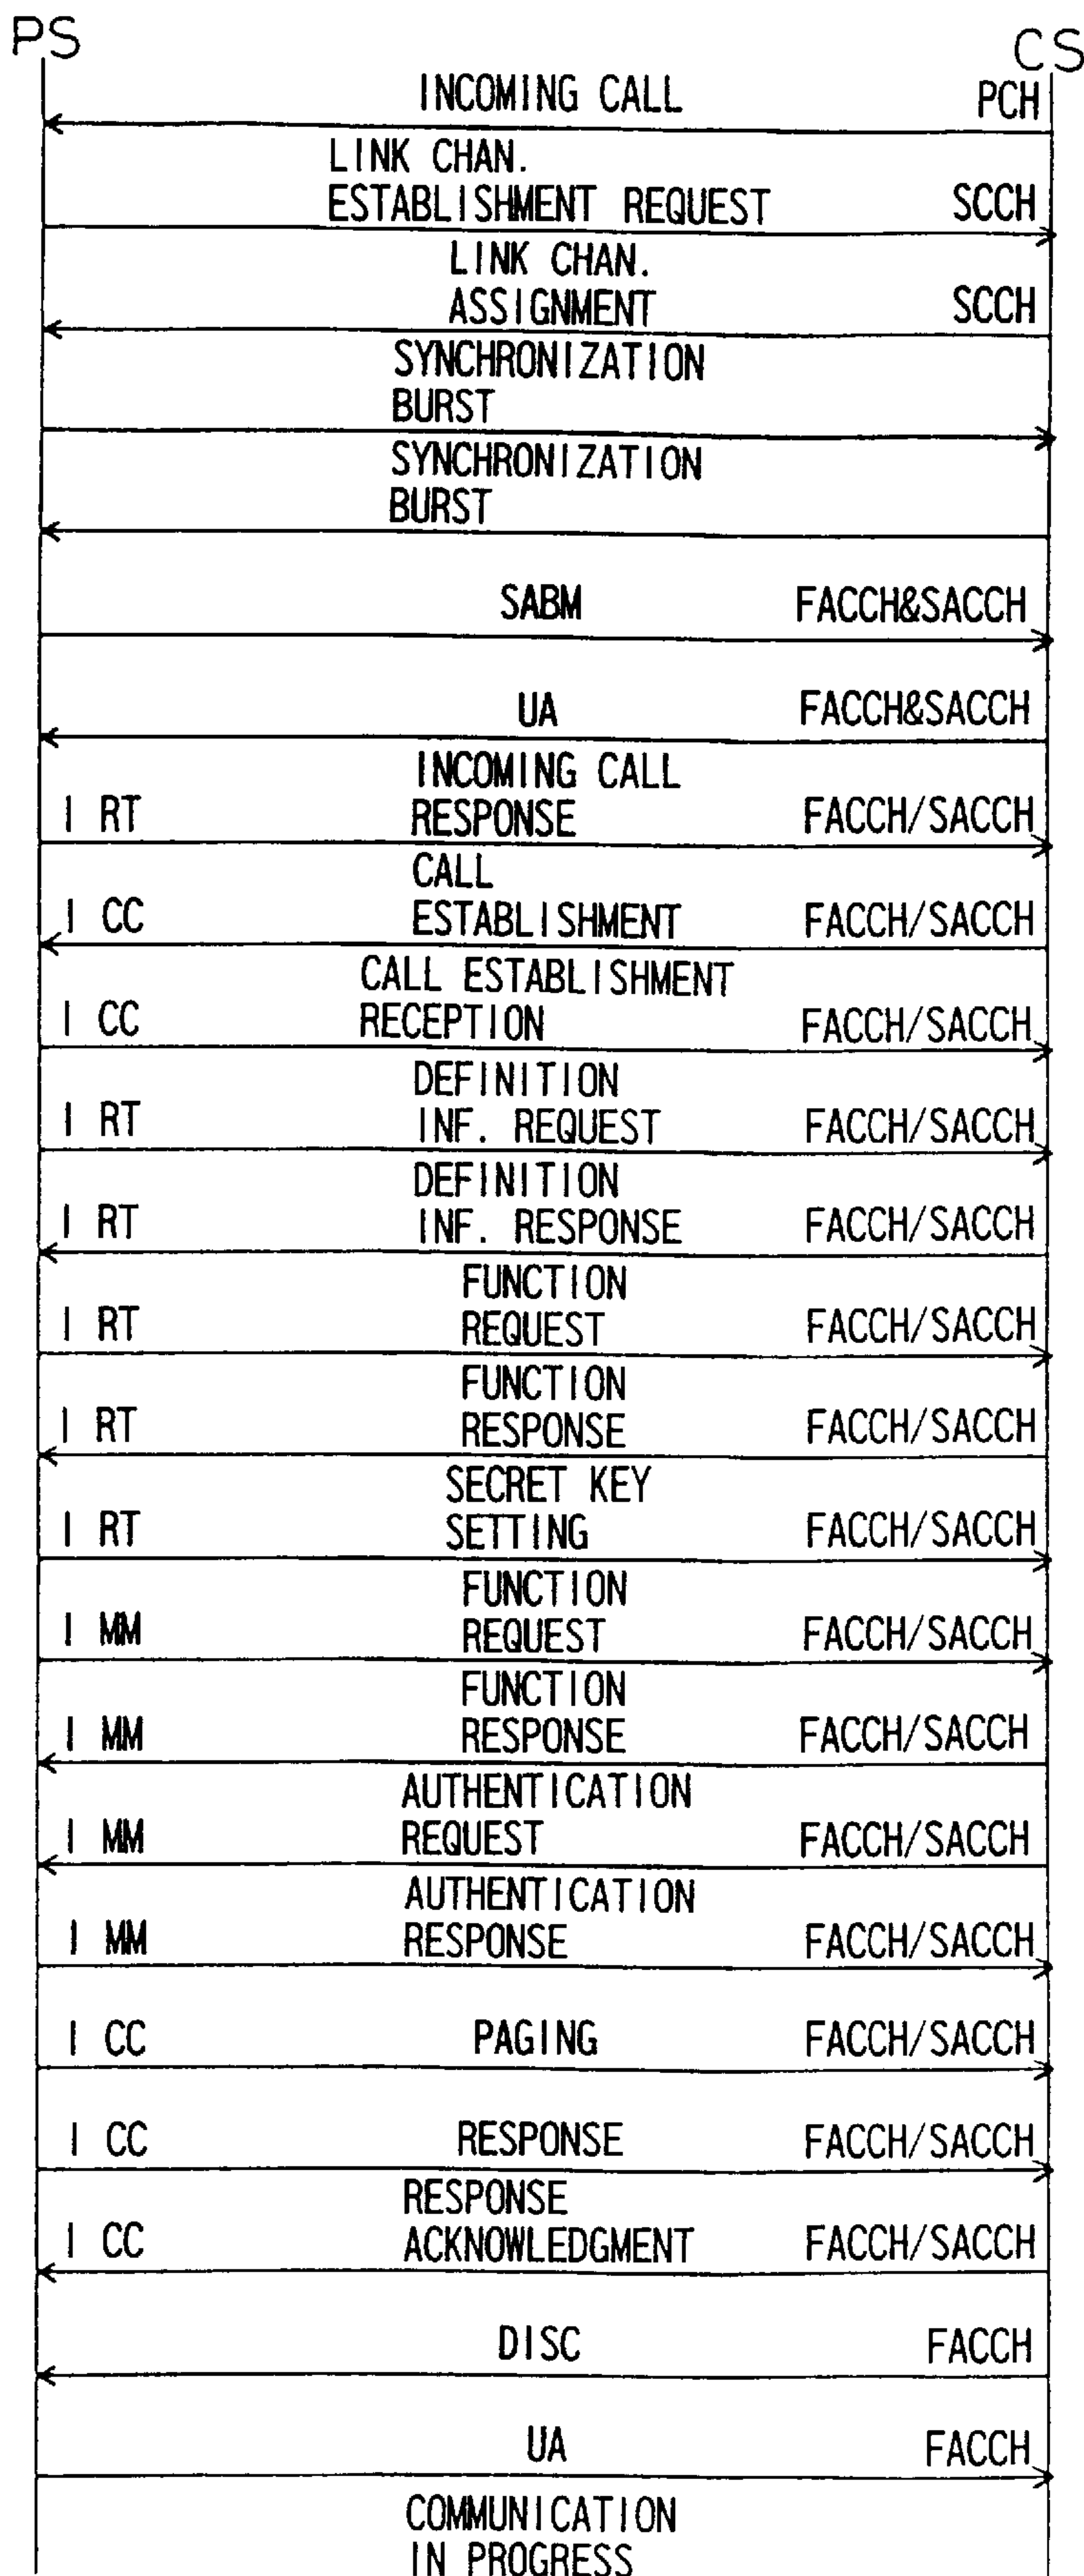 PS
CS
INCOMING CALL PCH
LINK CHAN.
ESTABLISHMENT REQUEST SCCH
LINK CHAN.
ASSIGNMENT SCCH
SYNCHRONIZATION
BURST
SYNCHRONIZATION
BURST
SABM FACCH&SACCH
UA FACCH&SACCH
INCOMING CALL
I RT RESPONSE FACCH/SACCH
CALL
I CC ESTABLISHMENT FACCH/SACCH
CALL ESTABLISHMENT
I CC RECEPTION FACCH/SACCH
DEFINITION
I RT INF. REQUEST FACCH/SACCH
DEFINITION
I RT INF. RESPONSE FACCH/SACCH
FUNCTION
I RT REQUEST FACCH/SACCH
FUNCTION
I RT RESPONSE FACCH/SACCH
SECRET KEY
I RT SETTING FACCH/SACCH
FUNCTION
I MM REQUEST FACCH/SACCH
FUNCTION
I MM RESPONSE FACCH/SACCH
AUTHENTICATION
I MM REQUEST FACCH/SACCH
AUTHENTICATION
I MM RESPONSE FACCH/SACCH
I CC PAGING FACCH/SACCH
I CC RESPONSE FACCH/SACCH
RESPONSE
I CC ACKNOWLEDGMENT FACCH/SACCH
DISC FACCH
UA FACCH
COMMUNICATION
IN PROGRESS